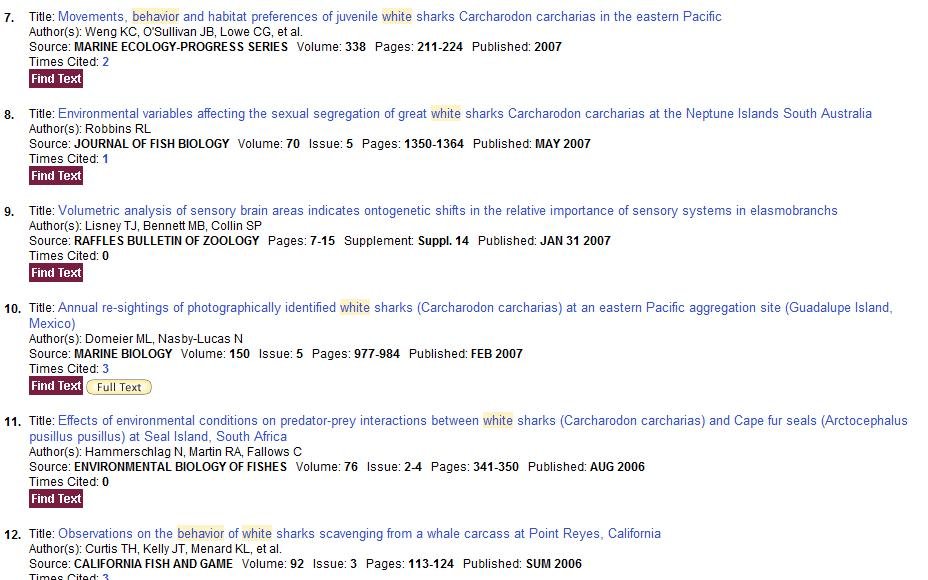 7. Title: Movements, behavior and habitat preferences of juvenile white sharks Carcharodon carcharias in the eastern Pacific
Author(s): Weng KC, O'Sullivan JB, Lowe CG, et al.
Source: MARINE ECOLOGY-PROGRESS SERIES Volume: 338 Pages: 211-224 Published: 2007
Times Cited: 2
Find Text
8. Title: Environmental variables affecting the sexual segregation of great white sharks Carcharodon carcharias at the Neptune Islands South Australia
Author(s): Robbins RL
Source: JOURNAL OF FISH BIOLOGY Volume: 70 Issue: 5 Pages: 1350-1364 Published: MAY 2007
Times Cited: 1
Find Text
9. Title: Volumetric analysis of sensory brain areas indicates ontogenetic shifts in the relative importance of sensory systems in elasmobranchs
Author(s): Lisney TJ, Bennett MB, Collin SP
Source: RAFFLES BULLETIN OF ZOOLOGY Pages: 7-15 Supplement: Suppl. 14 Published: JAN 31 2007
Times Cited: 0
Find Text
10. Title: Annual re-sightings of photographically identified white sharks (Carcharodon carcharias) at an eastern Pacific aggregation site (Guadalupe Island,
Mexico)
Author(s): Domeier ML, Nasby-Lucas N
Source: MARINE BIOLOGY Volume: 150 Issue: 5 Pages: 977-984 Published: FEB 2007
Times Cited: 3
Find Text Full Text
11. Title: Effects of environmental conditions on predator-prey interactions between white sharks (Carcharodon carcharias) and Cape fur seals (Arctocephalus
pusillus pusillus) at Seal Island, South Africa
Author(s): Hammerschlag N, Martin RA, Fallows C
Source: ENVIRONMENTAL BIOLOGY OF FISHES Volume: 76 Issue: 2-4 Pages: 341-350 Published: AUG 2006
Times Cited: 0
Find Text
12. Title: Observations on the behavior of white sharks scavenging from a whale carcass at Point Reyes, California
Author(s): Curtis TH, Kelly JT, Menard KL, et al.
Source: CALIFORNIA FISH AND GAME Volume: 92 Issue: 3 Pages: 113-124 Published: SUM 2006
Times Cited: 3